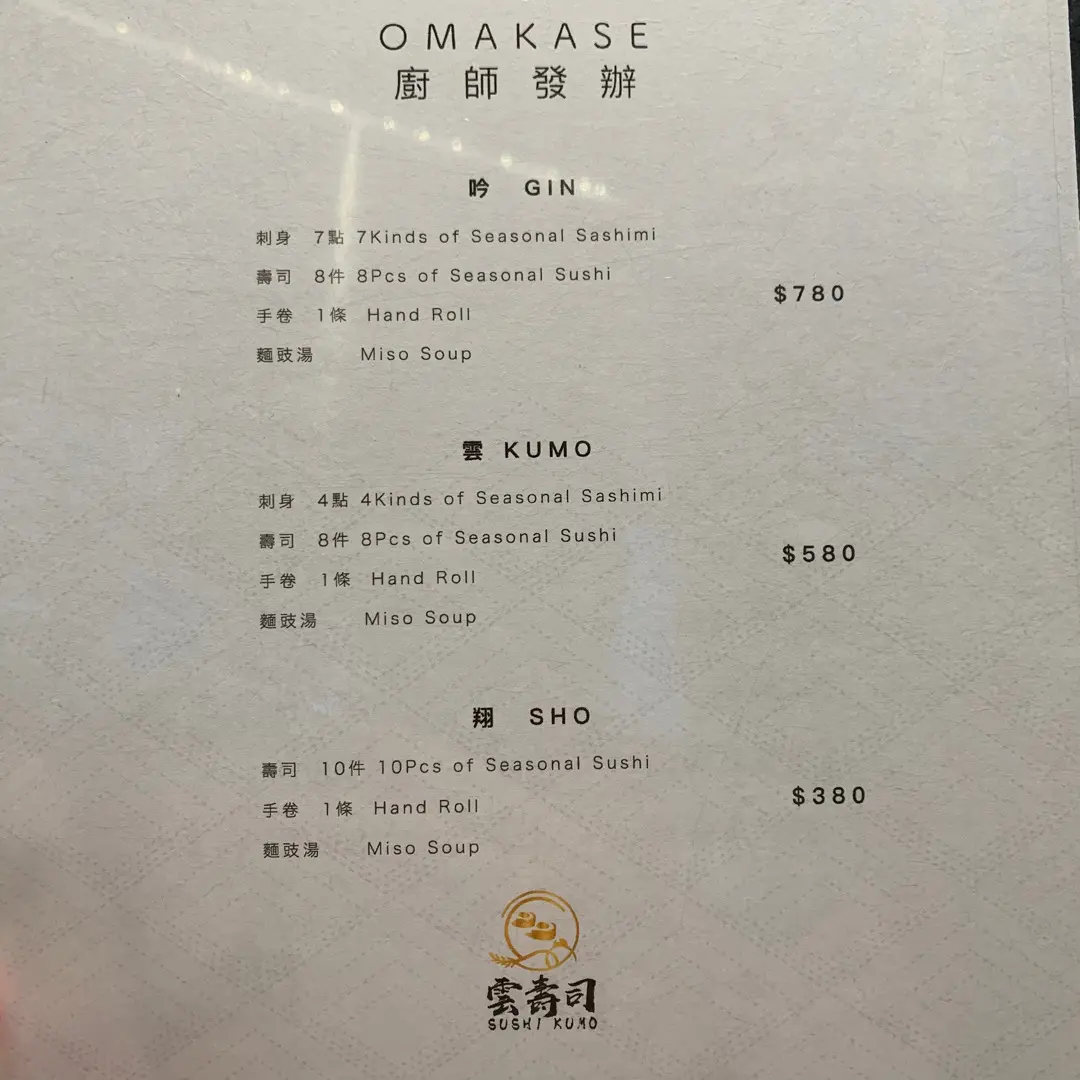 OMAKASE
廚師發辦
吟 GIN
刺身 7點 7Kinds of Seasonal Sashimi
壽司 8件 8Pcs of Seasonal Sushi
手卷 1條 Hand Roll
麵豉湯 Miso Soup
$780
雲 KUMO
刺身 4點 4Kinds of Seasonal Sashimi
壽司 8件 8Pcs of Seasonal Sushi
手卷 1條 Hand Roll
麵豉湯 Miso Soup
$580
翔 SHO
壽司 10件 10Pcs of Seasonal Sushi
手卷 1條 Hand Roll
麵豉湯 Miso Soup
$380
雲壽司
SUSHI KUMO